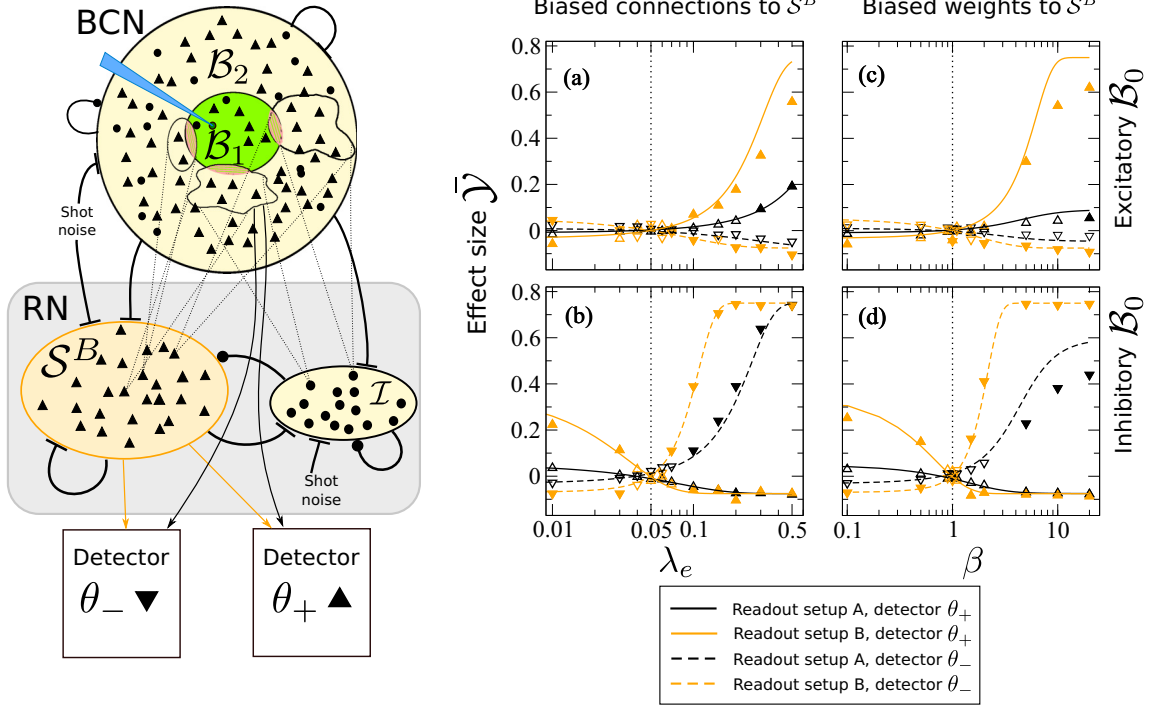 BCN
ℬ₂
ℬ₁
Shot
noise
RN
𝒮ᴮ
ℐ
Shot
noise
Detector
θ₋ ▼
Detector
θ₊ ▲
Biased connections to 𝒮ᴮ
Biased weights to 𝒮ᴮ
(a)
(c)
(b)
(d)
0.8
0.6
0.4
0.2
0
0.8
0.6
0.4
0.2
0
Effect size 𝒴̄
Excitatory ℬ₀
Inhibitory ℬ₀
0.01 0.05 0.1 0.5
0.1 1 10
λₑ
β
Readout setup A, detector θ₊
Readout setup B, detector θ₊
Readout setup A, detector θ₋
Readout setup B, detector θ₋